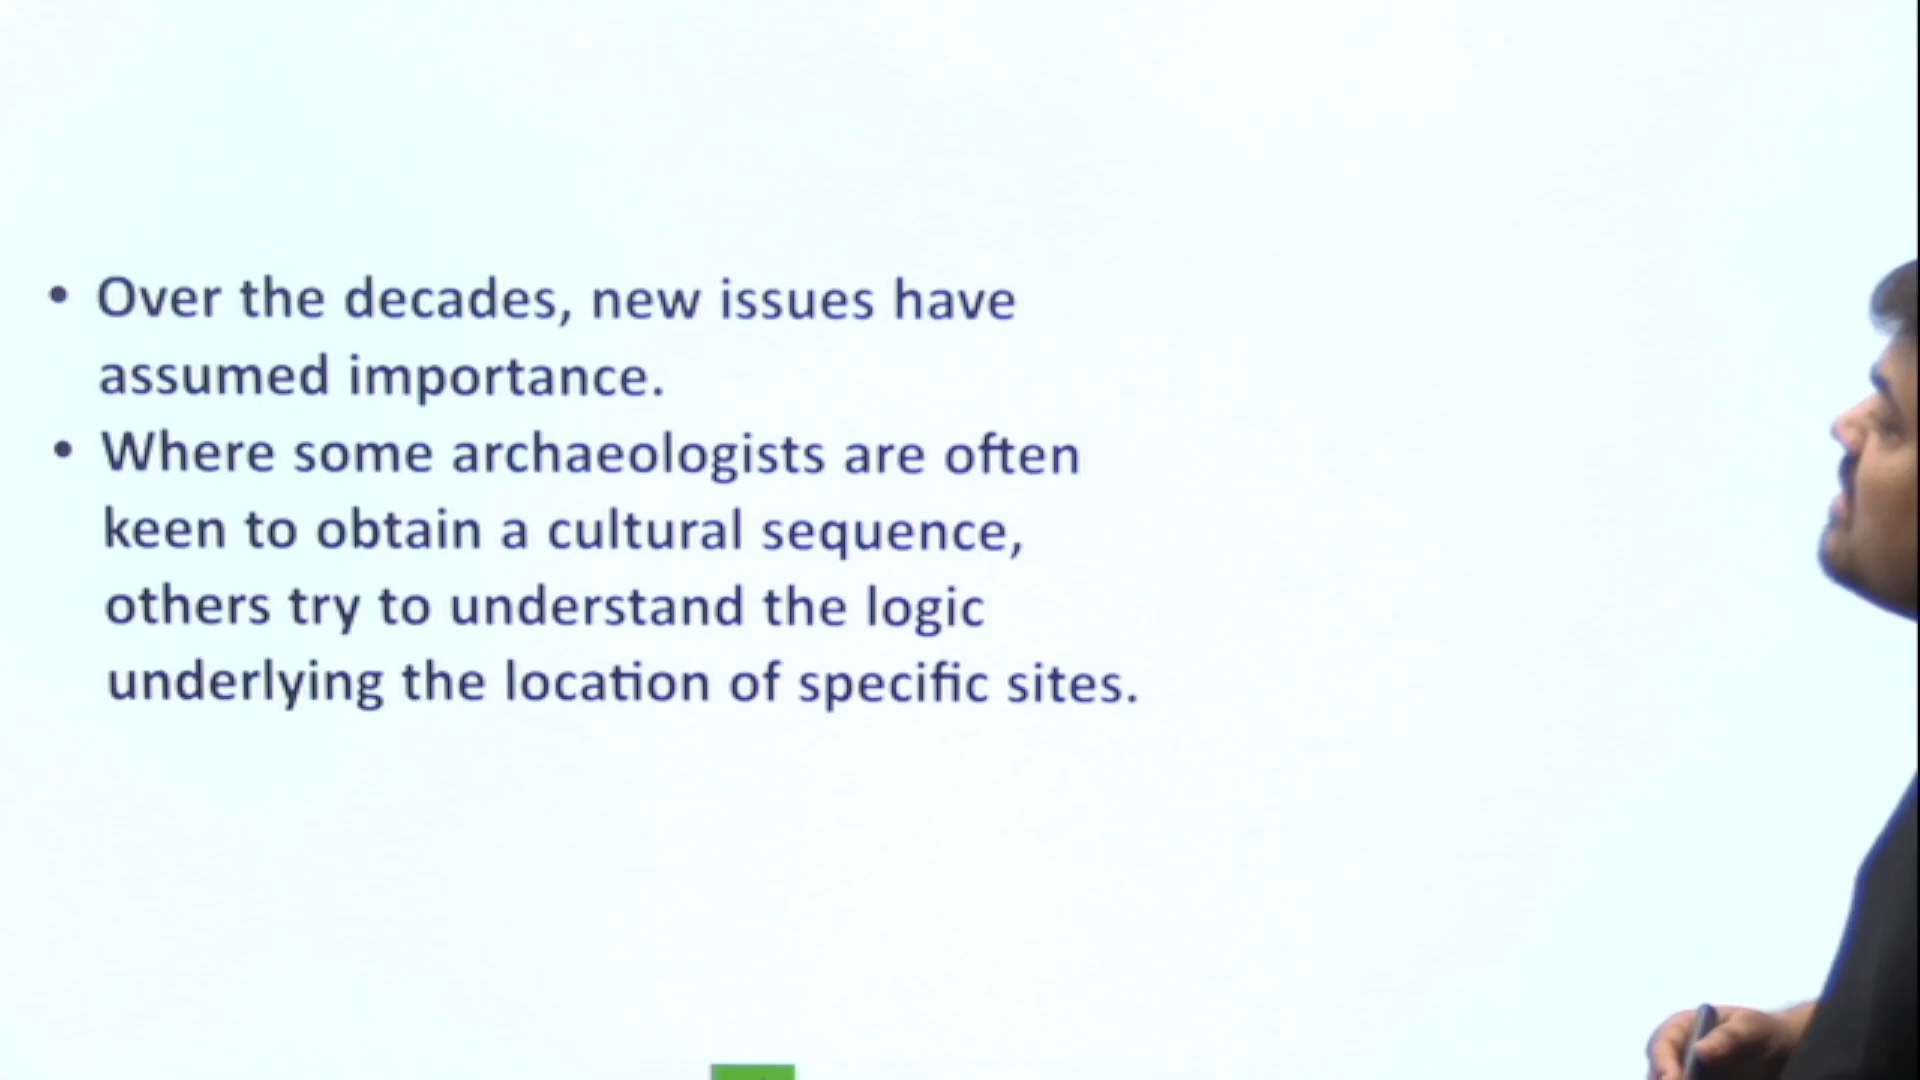 • Over the decades, new issues have
assumed importance.
• Where some archaeologists are often
keen to obtain a cultural sequence,
others try to understand the logic
underlying the location of specific sites.